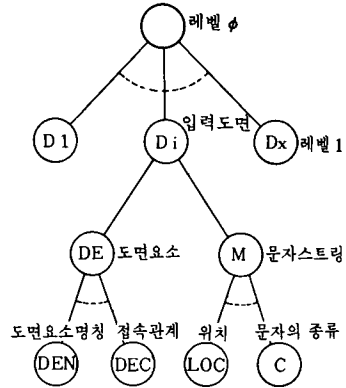 레벨 φ
입력도면
D1
Di
Dx
레벨 1
DE
도면요소
M
문자스트링
도면요소명칭
접속관계
위치
문자의 종류
DEN
DEC
LOC
C